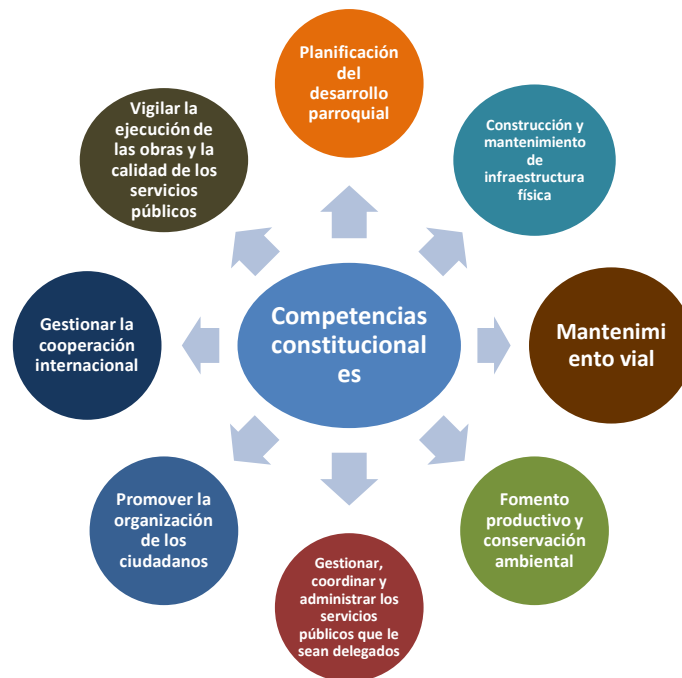 Planificación
del
desarrollo
parroquial
Construcción y
mantenimiento
de
infraestructura
física
Mantenimi
ento vial
Fomento
productivo y
conservación
ambiental
Gestionar,
coordinar y
administrar los
servicios
públicos que le
sean delegados
Promover la
organización
de los
ciudadanos
Gestionar la
cooperación
internacional
Vigilar la
ejecución de
las obras y la
calidad de los
servicios
públicos
Competencias
constitucional
es